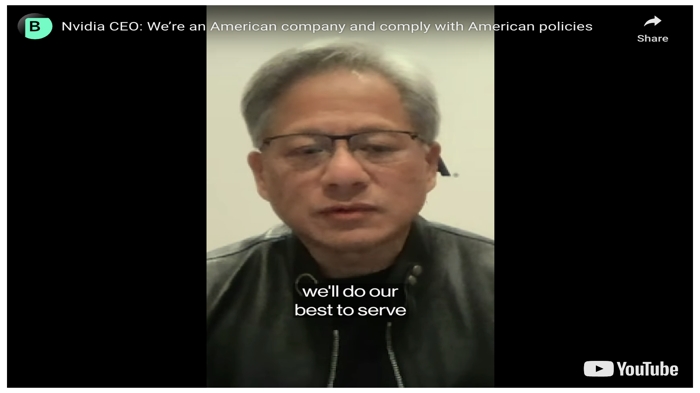 B
Nvidia CEO: We're an American company and comply with American policies
Share
we'll do our
best to serve
YouTube